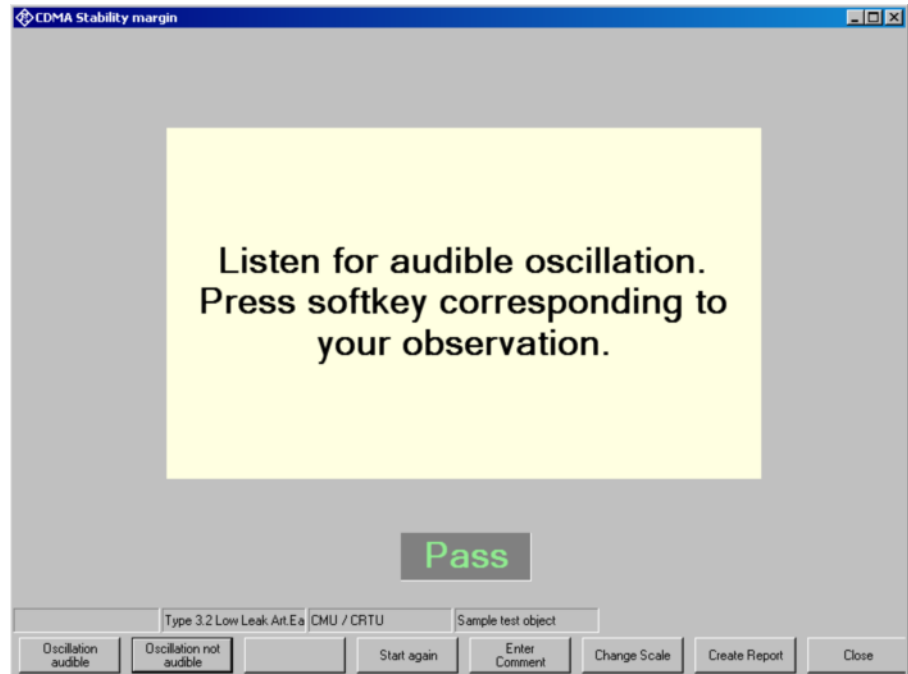 CDMA Stability margin
Listen for audible oscillation.
Press softkey corresponding to
your observation.
Pass
Type 3.2 Low Leak Art.Ea CMU / CRTU Sample test object
Oscillation audible Oscillation not audible Start again Enter Comment Change Scale Create Report Close